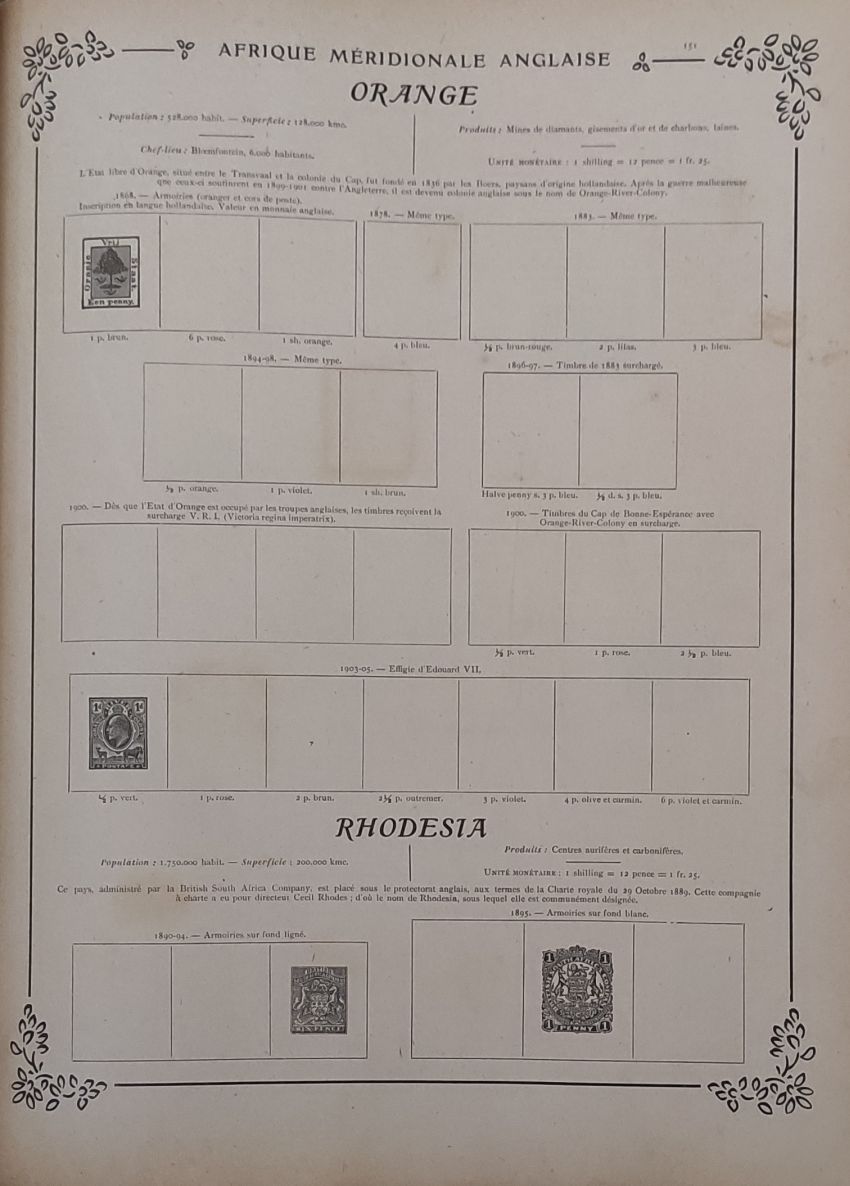 151
AFRIQUE MÉRIDIONALE ANGLAISE
ORANGE
Population : 528.000 habit. — Superficie : 128.000 kmc.
Chef-lieu : Blœmfontein, 6.000 habitants.
Produits : Mines de diamants, gisements d'or et de charbons, laines.
UNITÉ MONÉTAIRE : 1 shilling = 12 pence = 1 fr. 25.
L'Etat libre d'Orange, situé entre le Transvaal et la colonie du Cap, fut fondé en 1836 par les Boers, paysans d'origine hollandaise. Après la guerre malheureuse
que ceux-ci soutinrent en 1899-1901 contre l'Angleterre, il est devenu colonie anglaise sous le nom de Orange-River-Colony.
1868. — Armoiries (oranger et cors de poste).
Inscription en langue hollandaise. Valeur en monnaie anglaise.
1878. — Même type.
1883. — Même type.
Vrij
Oranje
Staat.
Een penny.
1 p. brun.
6 p. rose.
1 sh. orange.
4 p. bleu.
½ p. brun-rouge.
2 p. lilas.
3 p. bleu.
1894-98. — Même type.
1896-97. — Timbre de 1883 surchargé.
½ p. orange.
1 p. violet.
1 sh. brun.
Halve penny s. 3 p. bleu.
½ d. s. 3 p. bleu.
1900. — Dès que l'Etat d'Orange est occupé par les troupes anglaises, les timbres reçoivent la
surcharge V. R. I. (Victoria regina imperatrix).
1900. — Timbres du Cap de Bonne-Espérance avec
Orange-River-Colony en surcharge.
½ p. vert.
1 p. rose.
2 ½ p. bleu.
1903-05. — Effigie d'Edouard VII.
1d
1d
POSTAGE
½ p. vert.
1 p. rose.
2 p. brun.
2½ p. outremer.
3 p. violet.
4 p. olive et carmin.
6 p. violet et carmin.
RHODESIA
Population : 1.750.000 habit. — Superficie : 200.000 kmc.
Produits : Centres aurifères et carbonifères.
UNITÉ MONÉTAIRE : 1 shilling = 12 pence = 1 fr. 25.
Ce pays, administré par la British South Africa Company, est placé sous le protectorat anglais, aux termes de la Charte royale du 29 Octobre 1889. Cette compagnie
à charte a eu pour directeur Cecil Rhodes ; d'où le nom de Rhodesia, sous lequel elle est communément désignée.
1890-94. — Armoiries sur fond ligné.
1895. — Armoiries sur fond blanc.
SIX PENCE
1
1
1
PENNY
1